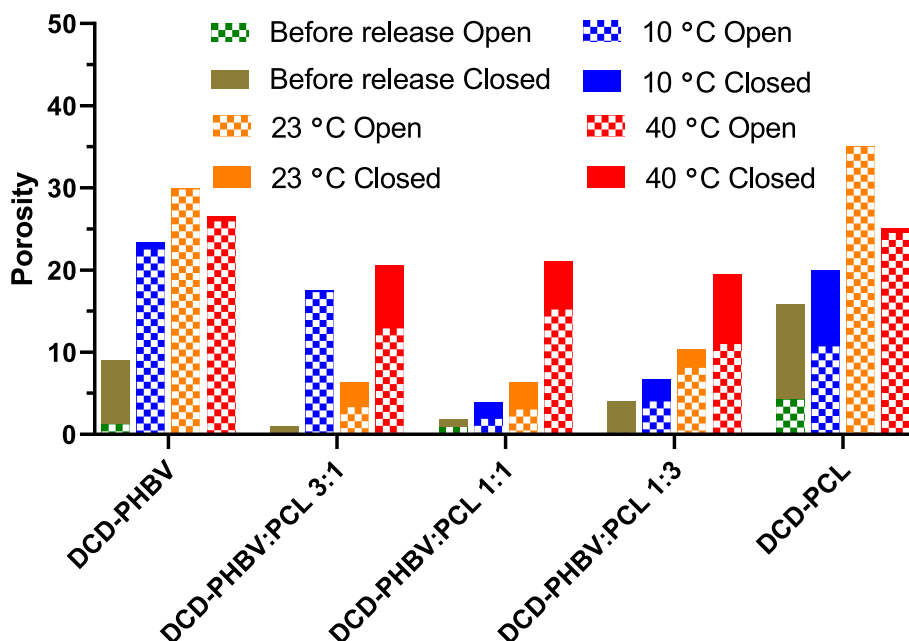 50
40
30
20
10
0
Porosity
Before release Open
Before release Closed
23 °C Open
23 °C Closed
10 °C Open
10 °C Closed
40 °C Open
40 °C Closed
DCD-PHBV
DCD-PHBV:PCL 3:1
DCD-PHBV:PCL 1:1
DCD-PHBV:PCL 1:3
DCD-PCL